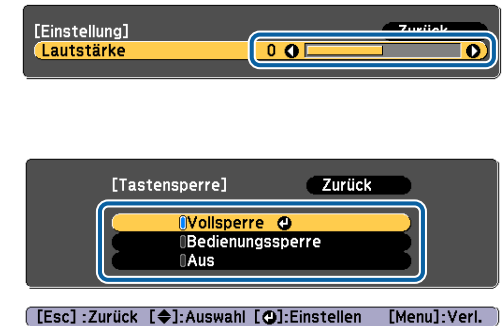 [Einstellung] Zurück
Lautstärke 0
[Tastensperre] Zurück
Vollsperre
Bedienungssperre
Aus
[Esc] :Zurück [◆]:Auswahl [⏎]:Einstellen [Menu]:Verl.